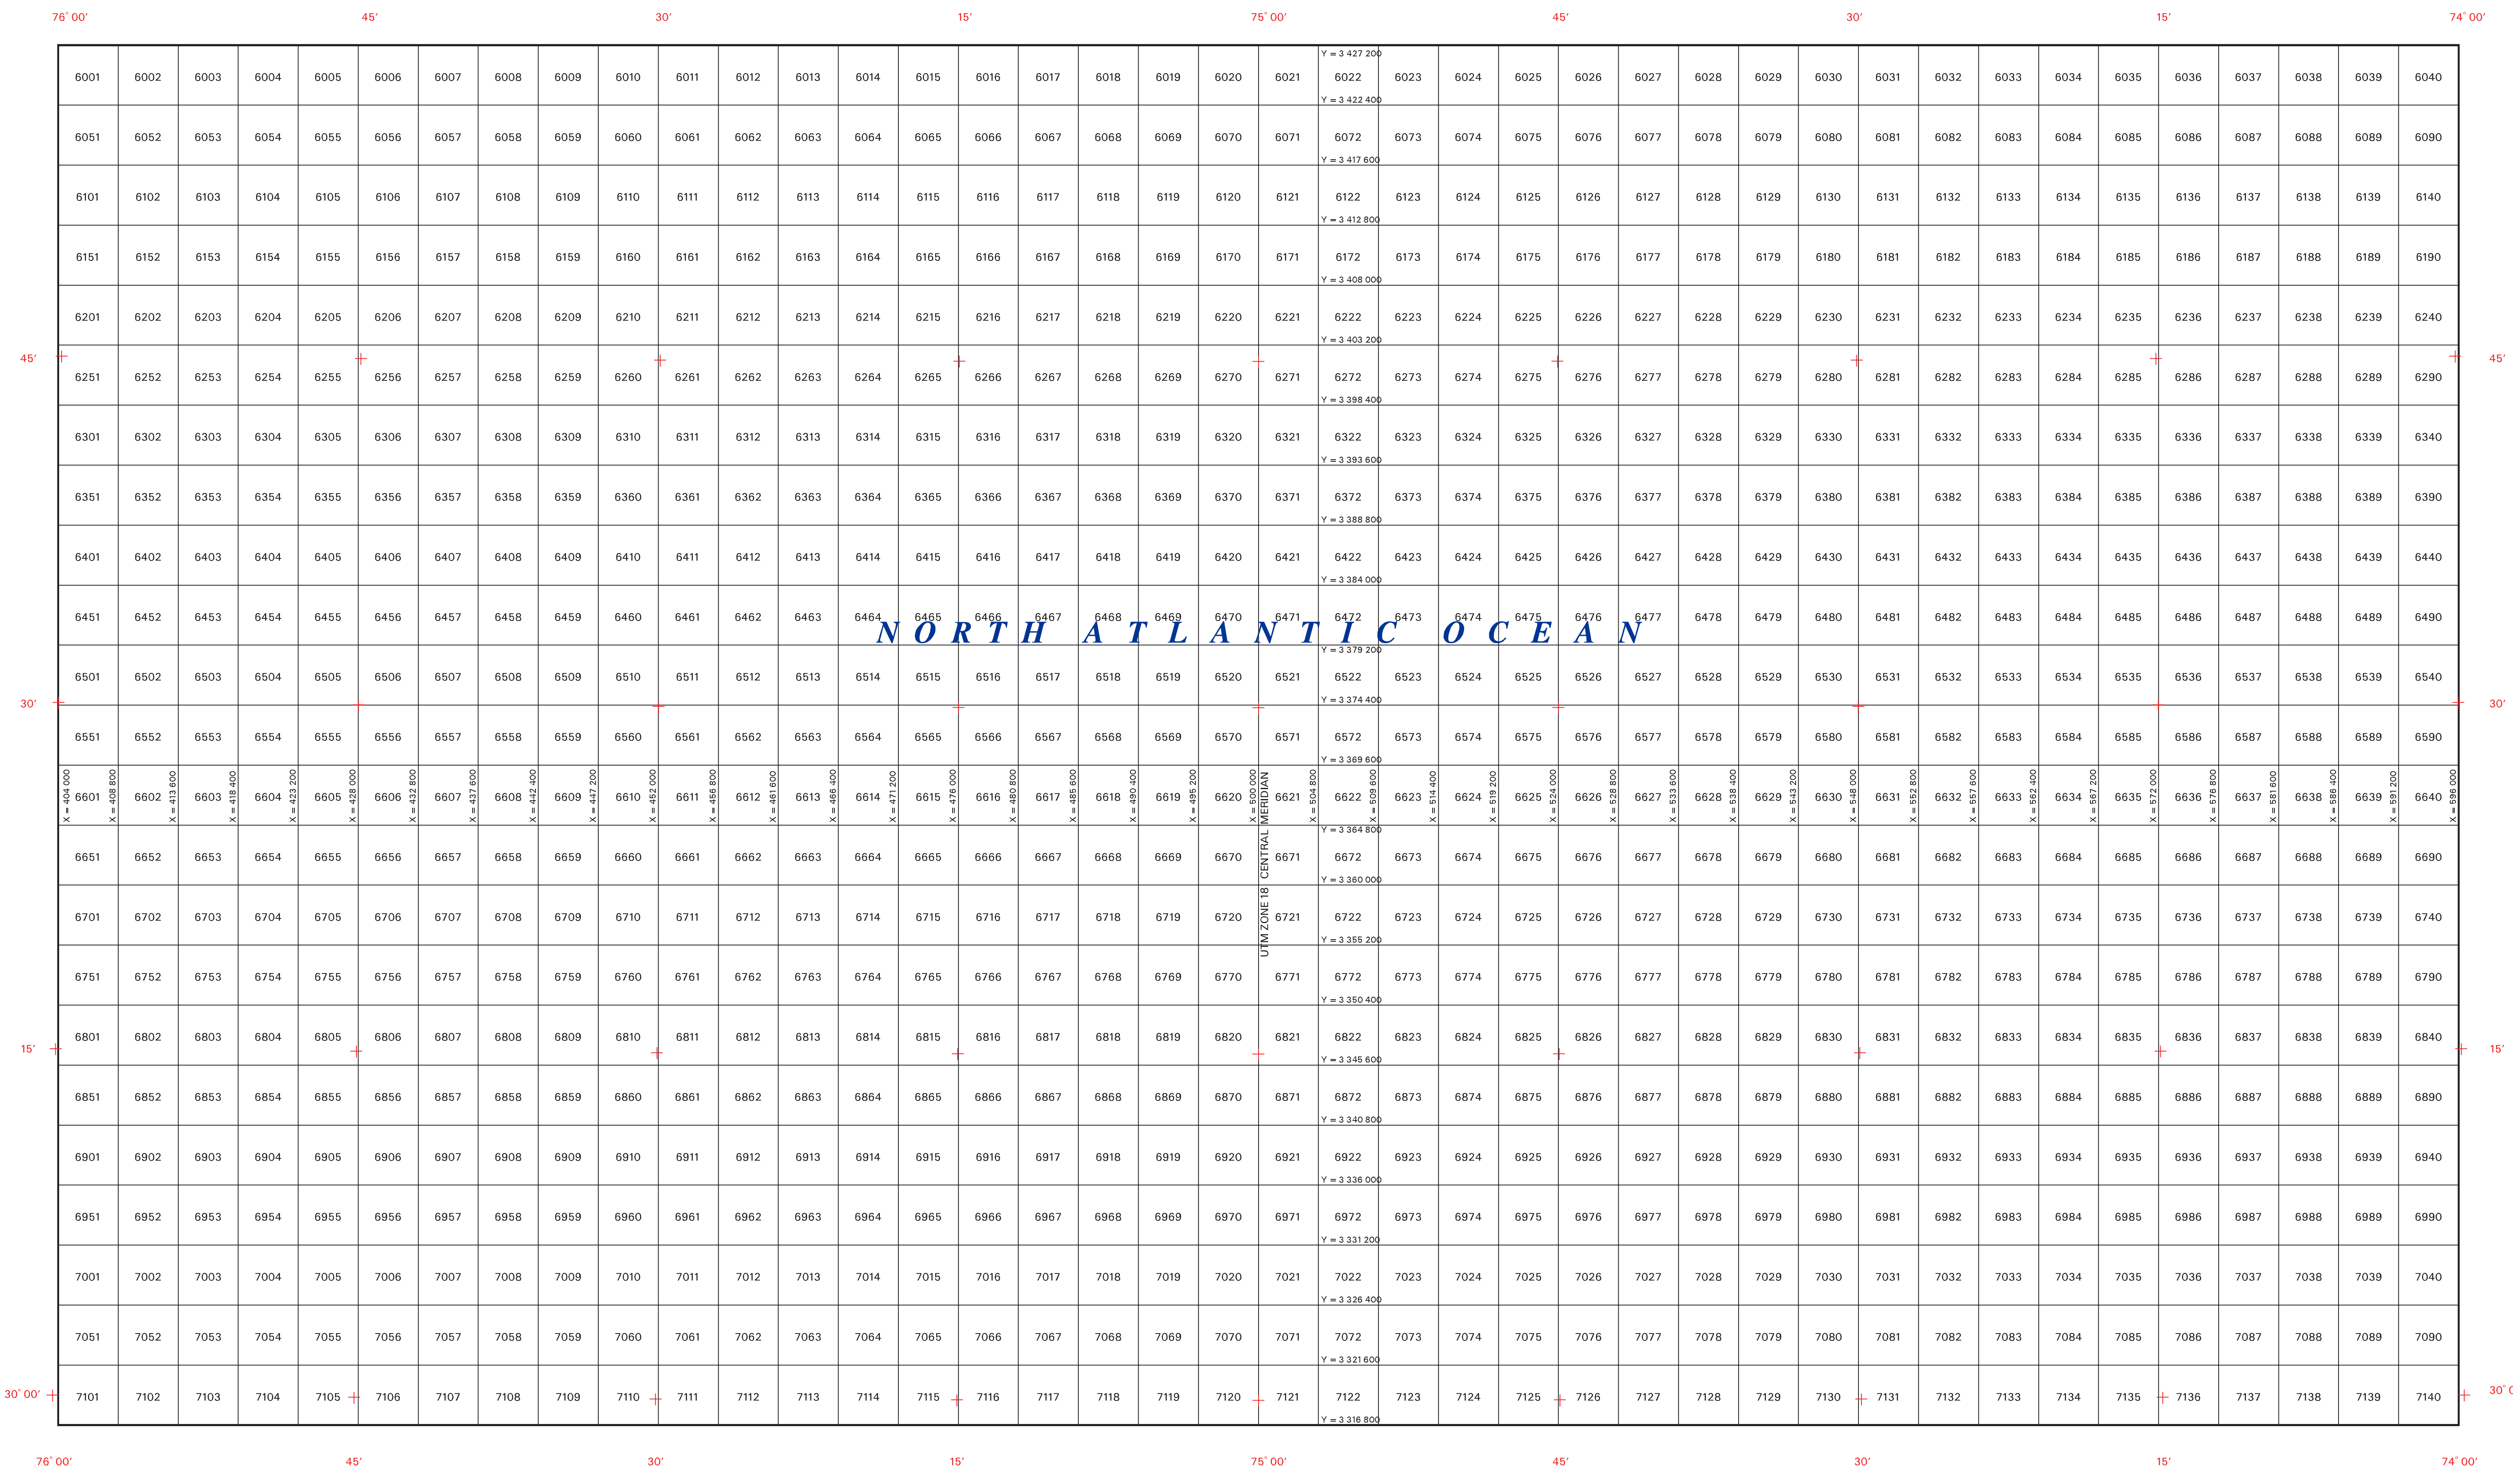 76° 00' 45' 30' 15' 75° 00' 45' 30' 15' 74° 00'
Y = 3 427 200
6001 6002 6003 6004 6005 6006 6007 6008 6009 6010 6011 6012 6013 6014 6015 6016 6017 6018 6019 6020 6021 6022 6023 6024 6025 6026 6027 6028 6029 6030 6031 6032 6033 6034 6035 6036 6037 6038 6039 6040
Y = 3 422 400
6051 6052 6053 6054 6055 6056 6057 6058 6059 6060 6061 6062 6063 6064 6065 6066 6067 6068 6069 6070 6071 6072 6073 6074 6075 6076 6077 6078 6079 6080 6081 6082 6083 6084 6085 6086 6087 6088 6089 6090
Y = 3 417 600
6101 6102 6103 6104 6105 6106 6107 6108 6109 6110 6111 6112 6113 6114 6115 6116 6117 6118 6119 6120 6121 6122 6123 6124 6125 6126 6127 6128 6129 6130 6131 6132 6133 6134 6135 6136 6137 6138 6139 6140
Y = 3 412 800
6151 6152 6153 6154 6155 6156 6157 6158 6159 6160 6161 6162 6163 6164 6165 6166 6167 6168 6169 6170 6171 6172 6173 6174 6175 6176 6177 6178 6179 6180 6181 6182 6183 6184 6185 6186 6187 6188 6189 6190
Y = 3 408 000
6201 6202 6203 6204 6205 6206 6207 6208 6209 6210 6211 6212 6213 6214 6215 6216 6217 6218 6219 6220 6221 6222 6223 6224 6225 6226 6227 6228 6229 6230 6231 6232 6233 6234 6235 6236 6237 6238 6239 6240
Y = 3 403 200
45' 45'
6251 6252 6253 6254 6255 6256 6257 6258 6259 6260 6261 6262 6263 6264 6265 6266 6267 6268 6269 6270 6271 6272 6273 6274 6275 6276 6277 6278 6279 6280 6281 6282 6283 6284 6285 6286 6287 6288 6289 6290
Y = 3 398 400
6301 6302 6303 6304 6305 6306 6307 6308 6309 6310 6311 6312 6313 6314 6315 6316 6317 6318 6319 6320 6321 6322 6323 6324 6325 6326 6327 6328 6329 6330 6331 6332 6333 6334 6335 6336 6337 6338 6339 6340
Y = 3 393 600
6351 6352 6353 6354 6355 6356 6357 6358 6359 6360 6361 6362 6363 6364 6365 6366 6367 6368 6369 6370 6371 6372 6373 6374 6375 6376 6377 6378 6379 6380 6381 6382 6383 6384 6385 6386 6387 6388 6389 6390
Y = 3 388 800
6401 6402 6403 6404 6405 6406 6407 6408 6409 6410 6411 6412 6413 6414 6415 6416 6417 6418 6419 6420 6421 6422 6423 6424 6425 6426 6427 6428 6429 6430 6431 6432 6433 6434 6435 6436 6437 6438 6439 6440
Y = 3 384 000
6451 6452 6453 6454 6455 6456 6457 6458 6459 6460 6461 6462 6463 6464 6465 6466 6467 6468 6469 6470 6471 6472 6473 6474 6475 6476 6477 6478 6479 6480 6481 6482 6483 6484 6485 6486 6487 6488 6489 6490
NORTH ATLANTIC OCEAN
Y = 3 379 200
6501 6502 6503 6504 6505 6506 6507 6508 6509 6510 6511 6512 6513 6514 6515 6516 6517 6518 6519 6520 6521 6522 6523 6524 6525 6526 6527 6528 6529 6530 6531 6532 6533 6534 6535 6536 6537 6538 6539 6540
Y = 3 374 400
30' 30'
6551 6552 6553 6554 6555 6556 6557 6558 6559 6560 6561 6562 6563 6564 6565 6566 6567 6568 6569 6570 6571 6572 6573 6574 6575 6576 6577 6578 6579 6580 6581 6582 6583 6584 6585 6586 6587 6588 6589 6590
Y = 3 369 600
X = 404 000 X = 408 800 X = 413 600 X = 418 400 X = 423 200 X = 428 000 X = 432 800 X = 437 600 X = 442 400 X = 447 200 X = 452 000 X = 456 800 X = 461 600 X = 466 400 X = 471 200 X = 476 000 X = 480 800 X = 485 600 X = 490 400 X = 495 200 X = 500 000 X = 504 800 X = 509 600 X = 514 400 X = 519 200 X = 524 000 X = 528 800 X = 533 600 X = 538 400 X = 543 200 X = 548 000 X = 552 800 X = 557 600 X = 562 400 X = 567 200 X = 572 000 X = 576 800 X = 581 600 X = 586 400 X = 591 200 X = 596 000
6601 6602 6603 6604 6605 6606 6607 6608 6609 6610 6611 6612 6613 6614 6615 6616 6617 6618 6619 6620 6621 6622 6623 6624 6625 6626 6627 6628 6629 6630 6631 6632 6633 6634 6635 6636 6637 6638 6639 6640
UTM ZONE 18 CENTRAL MERIDIAN
Y = 3 364 800
6651 6652 6653 6654 6655 6656 6657 6658 6659 6660 6661 6662 6663 6664 6665 6666 6667 6668 6669 6670 6671 6672 6673 6674 6675 6676 6677 6678 6679 6680 6681 6682 6683 6684 6685 6686 6687 6688 6689 6690
Y = 3 360 000
6701 6702 6703 6704 6705 6706 6707 6708 6709 6710 6711 6712 6713 6714 6715 6716 6717 6718 6719 6720 6721 6722 6723 6724 6725 6726 6727 6728 6729 6730 6731 6732 6733 6734 6735 6736 6737 6738 6739 6740
Y = 3 355 200
6751 6752 6753 6754 6755 6756 6757 6758 6759 6760 6761 6762 6763 6764 6765 6766 6767 6768 6769 6770 6771 6772 6773 6774 6775 6776 6777 6778 6779 6780 6781 6782 6783 6784 6785 6786 6787 6788 6789 6790
Y = 3 350 400
6801 6802 6803 6804 6805 6806 6807 6808 6809 6810 6811 6812 6813 6814 6815 6816 6817 6818 6819 6820 6821 6822 6823 6824 6825 6826 6827 6828 6829 6830 6831 6832 6833 6834 6835 6836 6837 6838 6839 6840
15' 15'
Y = 3 345 600
6851 6852 6853 6854 6855 6856 6857 6858 6859 6860 6861 6862 6863 6864 6865 6866 6867 6868 6869 6870 6871 6872 6873 6874 6875 6876 6877 6878 6879 6880 6881 6882 6883 6884 6885 6886 6887 6888 6889 6890
Y = 3 340 800
6901 6902 6903 6904 6905 6906 6907 6908 6909 6910 6911 6912 6913 6914 6915 6916 6917 6918 6919 6920 6921 6922 6923 6924 6925 6926 6927 6928 6929 6930 6931 6932 6933 6934 6935 6936 6937 6938 6939 6940
Y = 3 336 000
6951 6952 6953 6954 6955 6956 6957 6958 6959 6960 6961 6962 6963 6964 6965 6966 6967 6968 6969 6970 6971 6972 6973 6974 6975 6976 6977 6978 6979 6980 6981 6982 6983 6984 6985 6986 6987 6988 6989 6990
Y = 3 331 200
7001 7002 7003 7004 7005 7006 7007 7008 7009 7010 7011 7012 7013 7014 7015 7016 7017 7018 7019 7020 7021 7022 7023 7024 7025 7026 7027 7028 7029 7030 7031 7032 7033 7034 7035 7036 7037 7038 7039 7040
Y = 3 326 400
7051 7052 7053 7054 7055 7056 7057 7058 7059 7060 7061 7062 7063 7064 7065 7066 7067 7068 7069 7070 7071 7072 7073 7074 7075 7076 7077 7078 7079 7080 7081 7082 7083 7084 7085 7086 7087 7088 7089 7090
Y = 3 321 600
30° 00' 7101 7102 7103 7104 7105 7106 7107 7108 7109 7110 7111 7112 7113 7114 7115 7116 7117 7118 7119 7120 7121 7122 7123 7124 7125 7126 7127 7128 7129 7130 7131 7132 7133 7134 7135 7136 7137 7138 7139 7140 30°
Y = 3 316 800
76° 00' 45' 30' 15' 75° 00' 45' 30' 15' 74° 00'